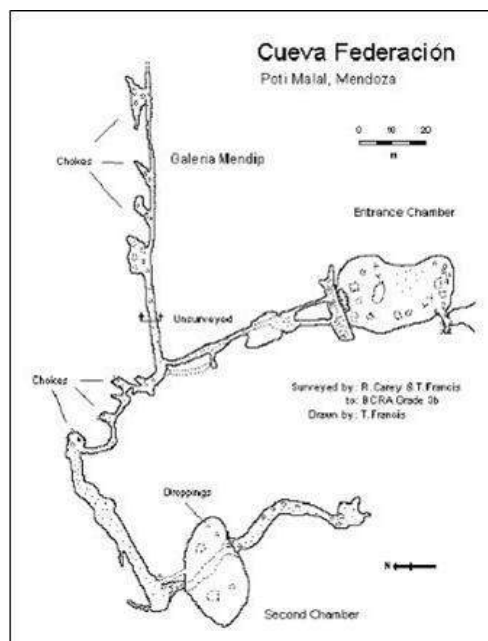 Cueva Federación
Poti Malal, Mendoza
0 10 20
m
Chokes
Galeria Mendip
Entrance Chamber
Unsurveyed
Chokes
Surveyed by: R. Carey & T. Francis
to: BCRA Grade 3b
Drawn by: T. Francis
Droppings
N
Second Chamber